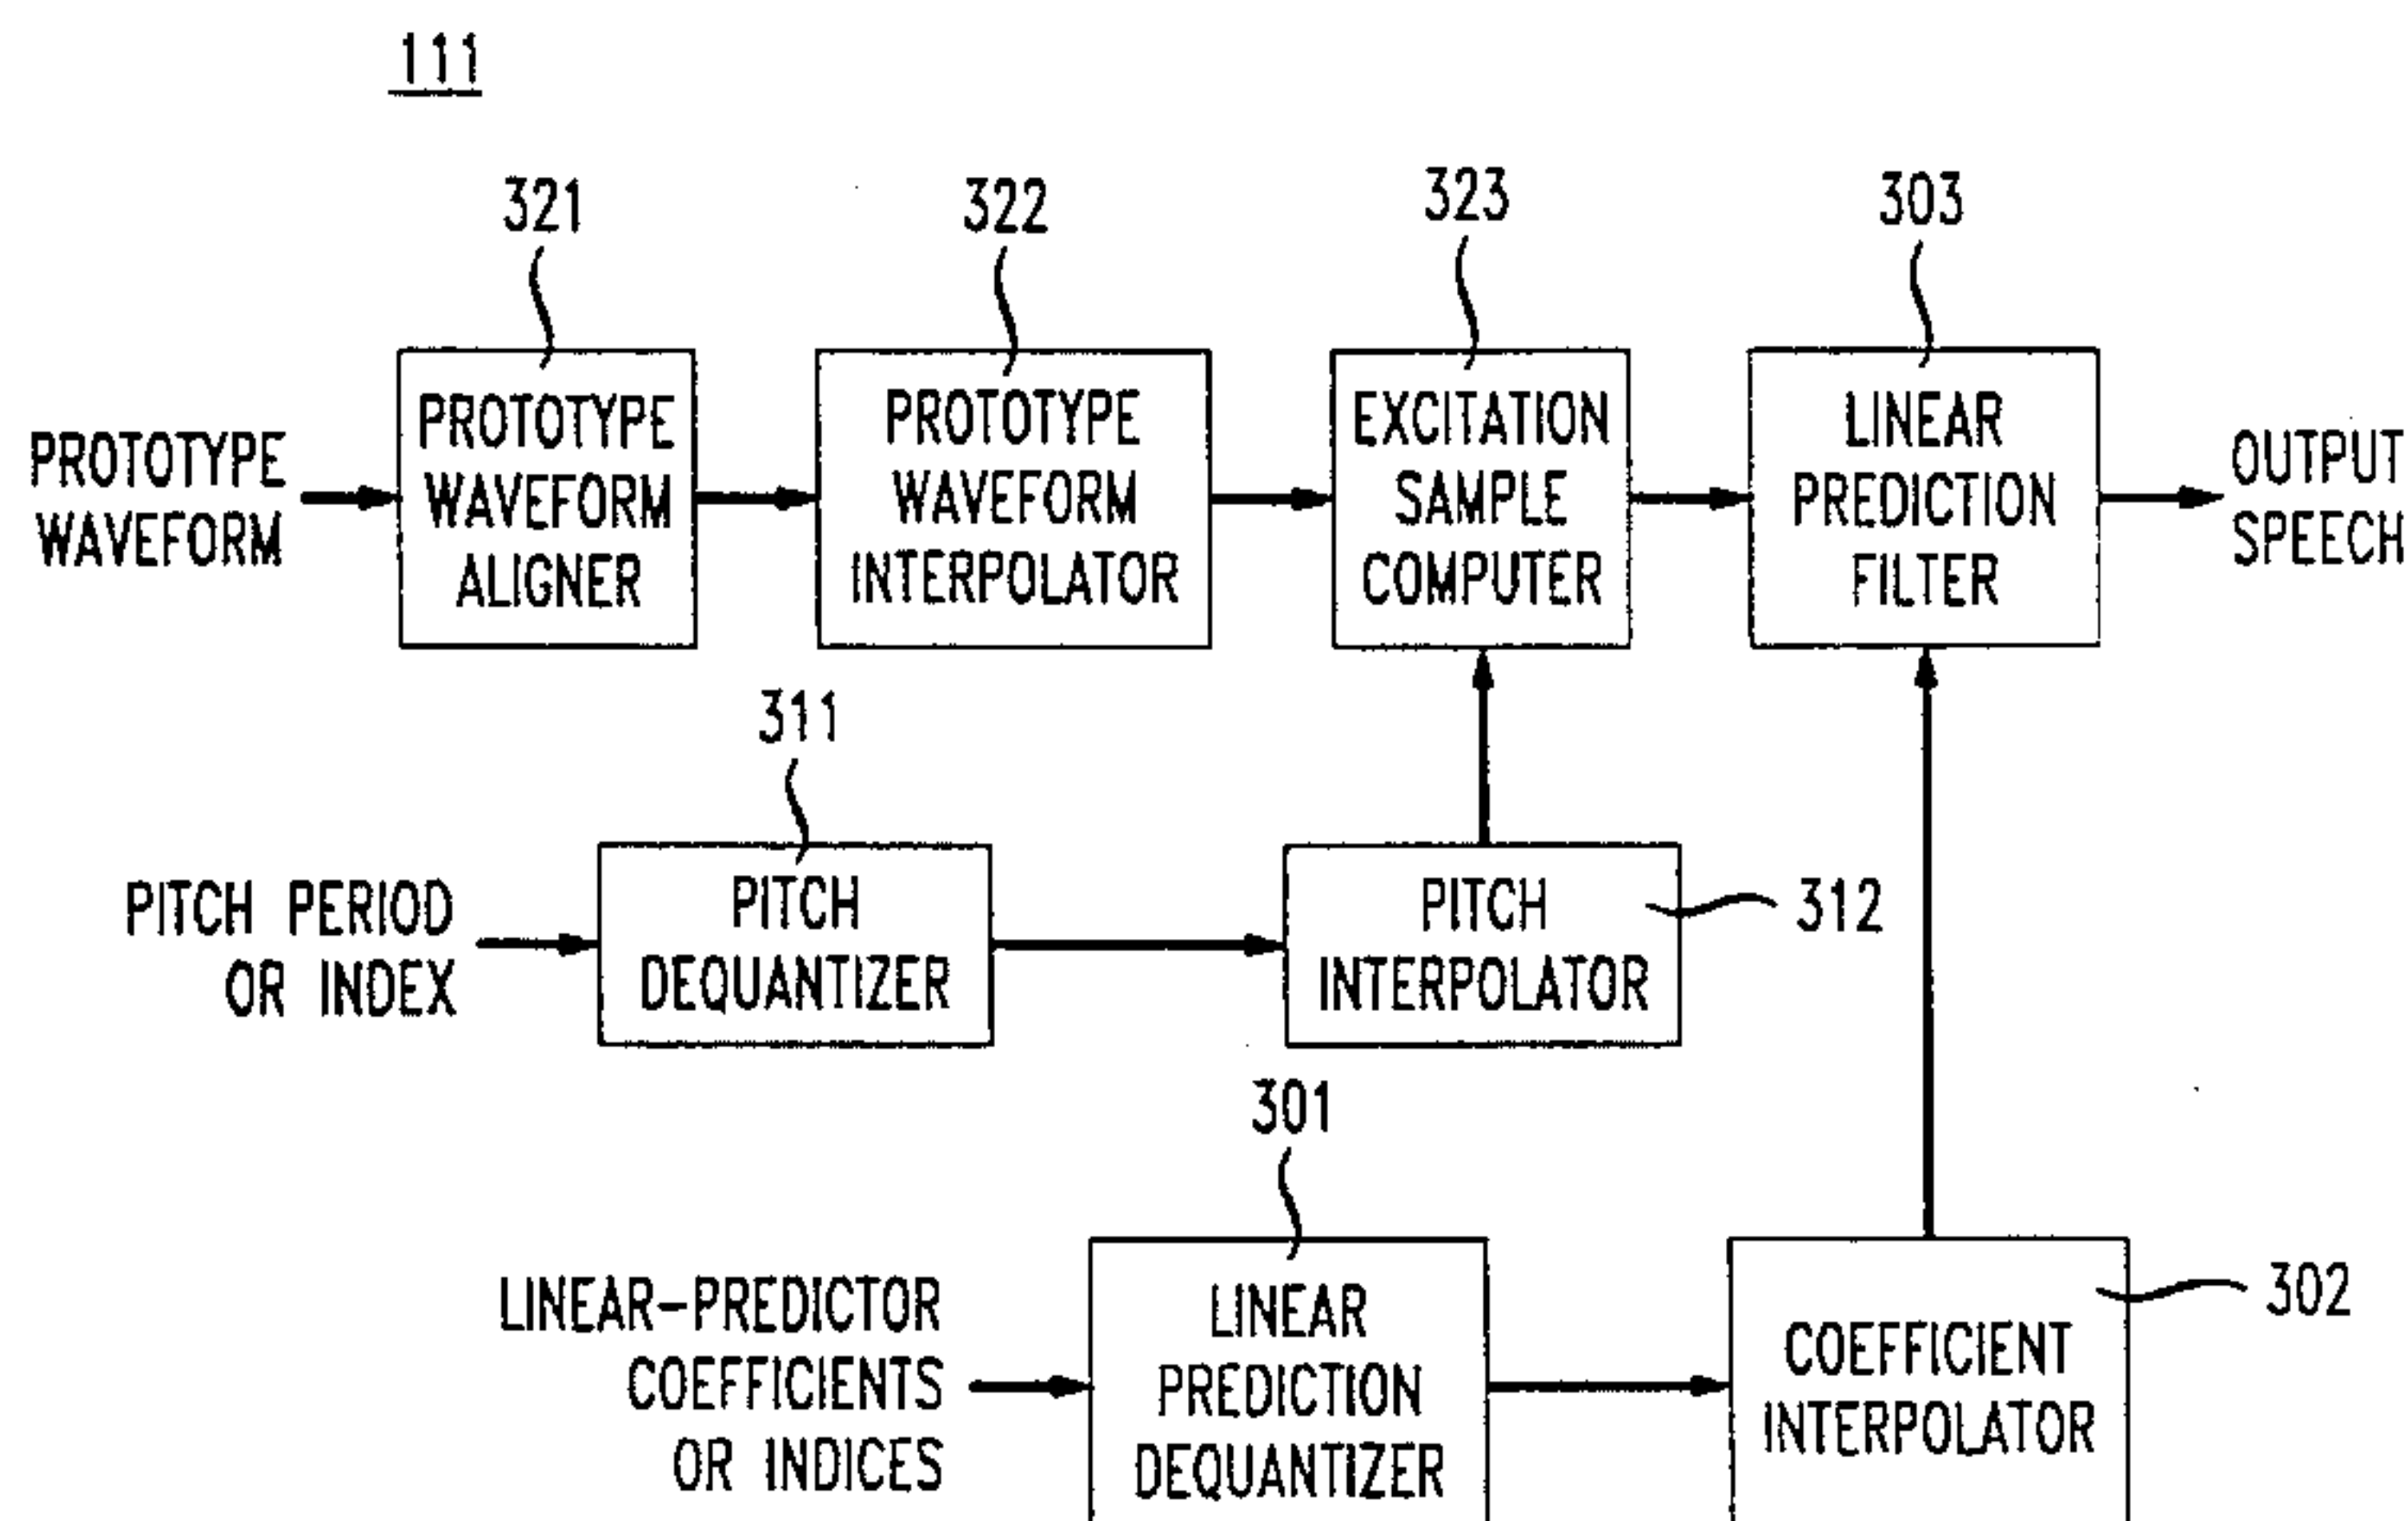 111
321
322
323
303
PROTOTYPE
WAVEFORM
PROTOTYPE
WAVEFORM
ALIGNER
PROTOTYPE
WAVEFORM
INTERPOLATOR
EXCITATION
SAMPLE
COMPUTER
LINEAR
PREDICTION
FILTER
OUTPUT
SPEECH
311
PITCH PERIOD
OR INDEX
PITCH
DEQUANTIZER
PITCH
INTERPOLATOR
312
301
LINEAR-PREDICTOR
COEFFICIENTS
OR INDICES
LINEAR
PREDICTION
DEQUANTIZER
COEFFICIENT
INTERPOLATOR
302